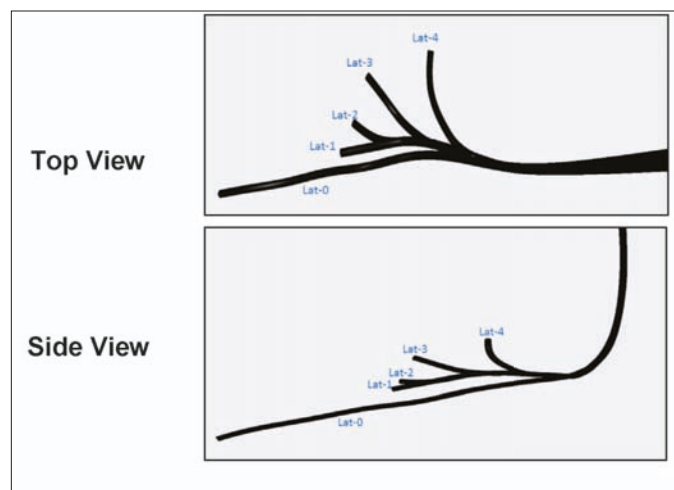 Top View
Lat-4
Lat-3
Lat-2
Lat-1
Lat-0
Side View
Lat-4
Lat-3
Lat-2
Lat-1
Lat-0